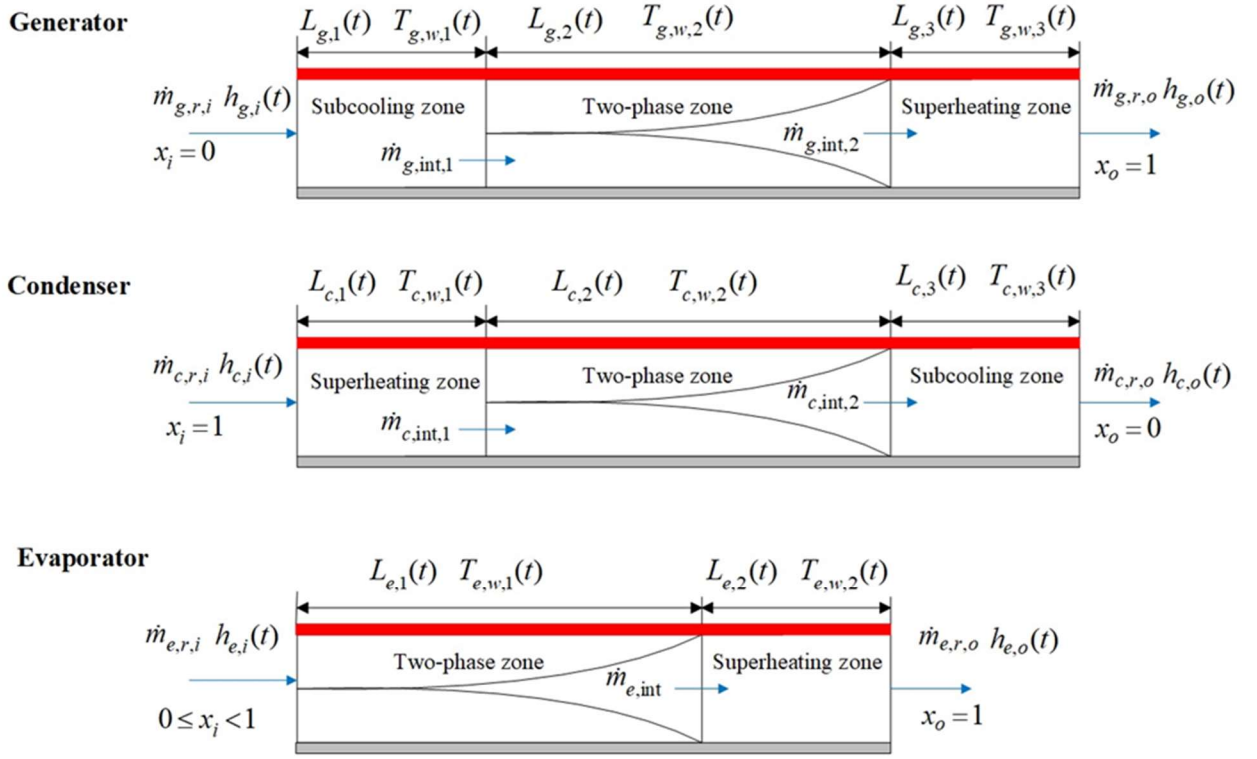 Generator
L_{g,1}(t) T_{g,w,1}(t) L_{g,2}(t) T_{g,w,2}(t) L_{g,3}(t) T_{g,w,3}(t)
ṁ_{g,r,i} h_{g,i}(t) Subcooling zone Two-phase zone Superheating zone ṁ_{g,r,o} h_{g,o}(t)
x_i = 0 ṁ_{g,int,1} ṁ_{g,int,2} x_o = 1
Condenser
L_{c,1}(t) T_{c,w,1}(t) L_{c,2}(t) T_{c,w,2}(t) L_{c,3}(t) T_{c,w,3}(t)
ṁ_{c,r,i} h_{c,i}(t) Superheating zone Two-phase zone Subcooling zone ṁ_{c,r,o} h_{c,o}(t)
x_i = 1 ṁ_{c,int,1} ṁ_{c,int,2} x_o = 0
Evaporator
L_{e,1}(t) T_{e,w,1}(t) L_{e,2}(t) T_{e,w,2}(t)
ṁ_{e,r,i} h_{e,i}(t) Two-phase zone Superheating zone ṁ_{e,r,o} h_{e,o}(t)
0 ≤ x_i < 1 ṁ_{e,int} x_o = 1